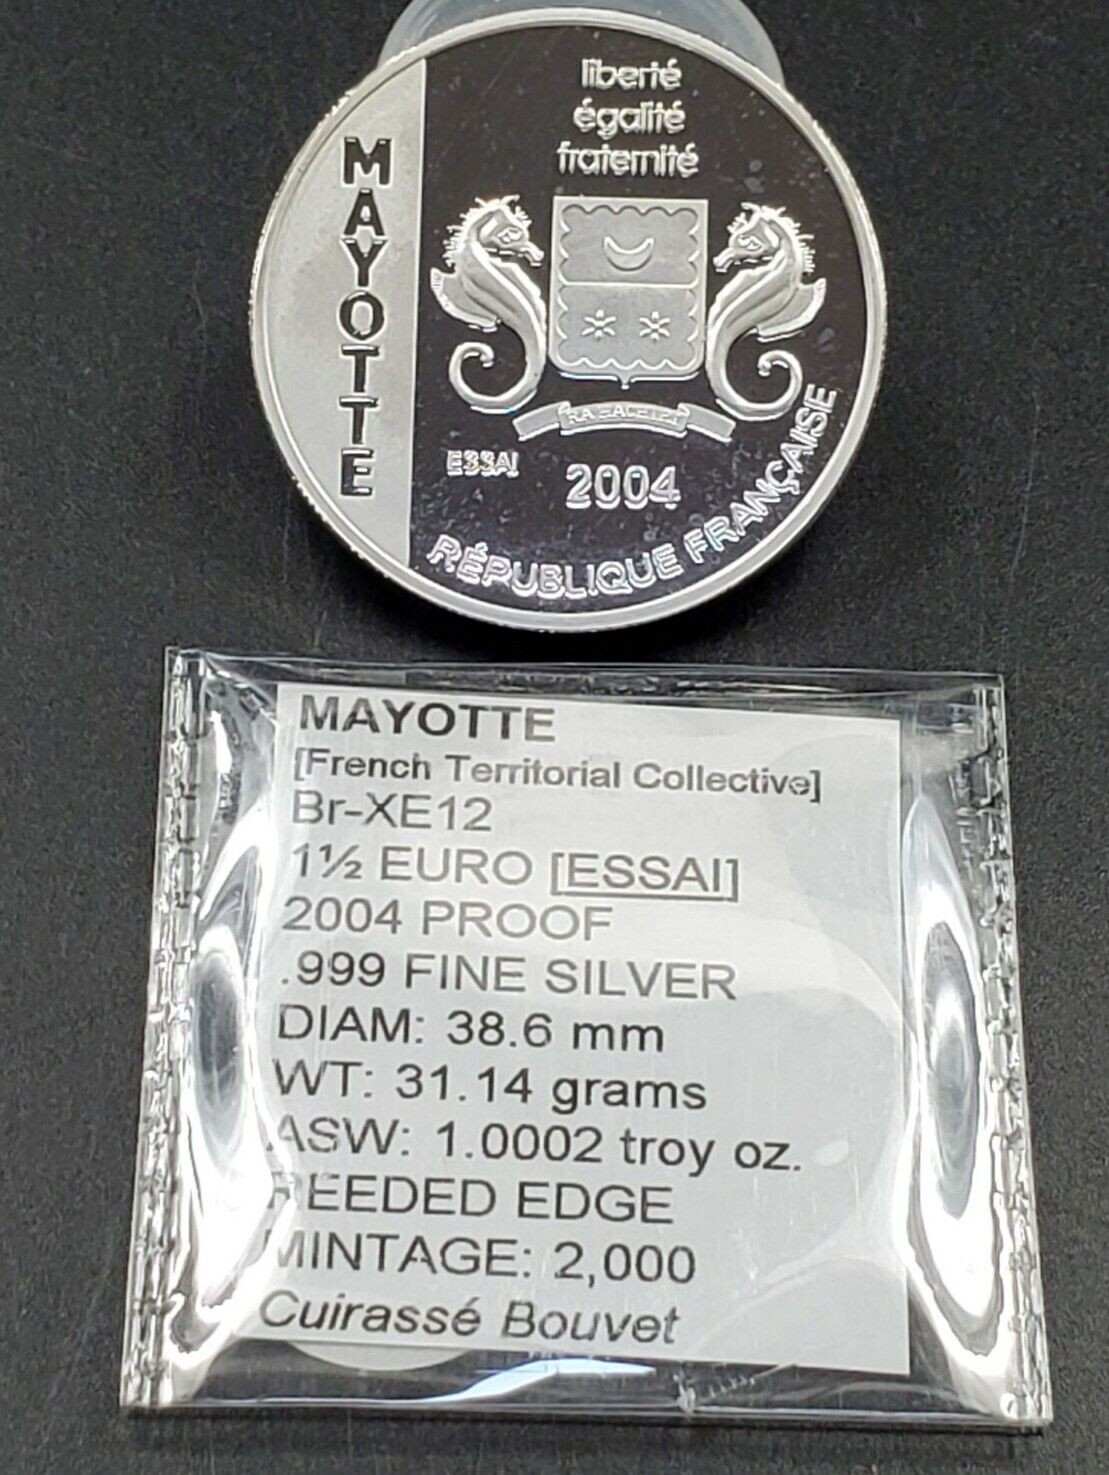 liberté
égalité
fraternité
MAYOTTE
RA HACHIRI
ESSAI
2004
RÉPUBLIQUE FRANÇAISE
MAYOTTE
[French Territorial Collective]
Br-XE12
1½ EURO [ESSAI]
2004 PROOF
.999 FINE SILVER
DIAM: 38.6 mm
WT: 31.14 grams
ASW: 1.0002 troy oz.
REEDED EDGE
MINTAGE: 2,000
Cuirassé Bouvet